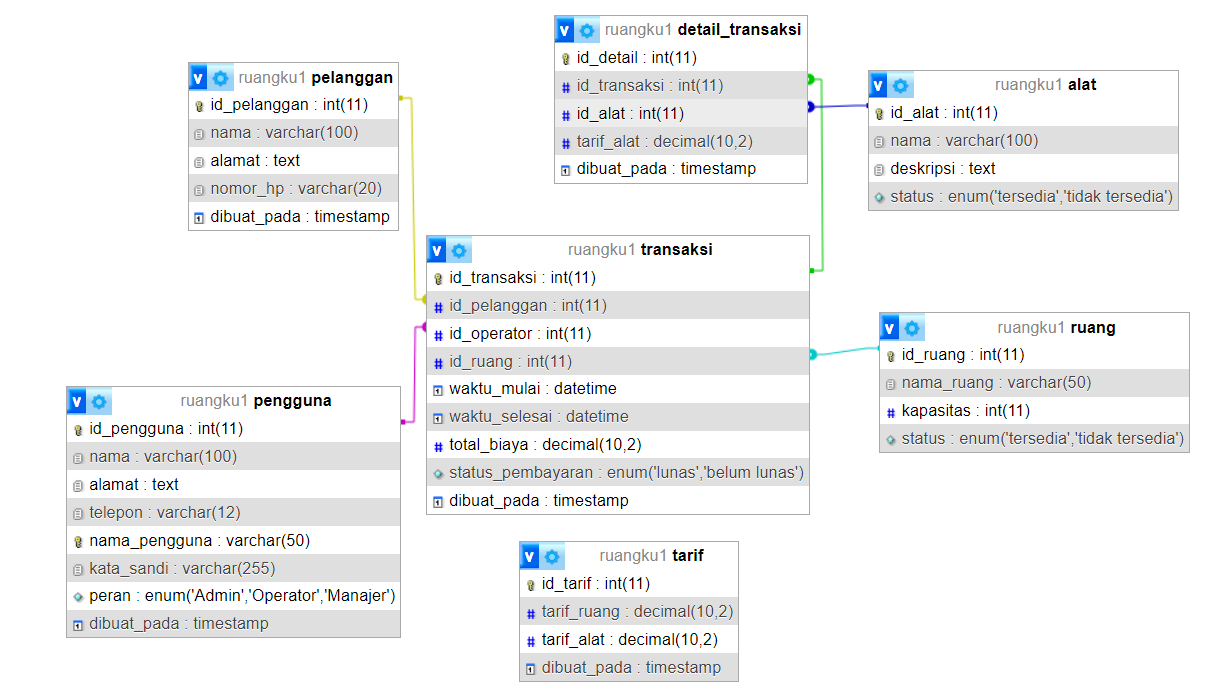 ruangku1 detail_transaksi
id_detail : int(11)
id_transaksi : int(11)
id_alat : int(11)
tarif_alat : decimal(10,2)
dibuat_pada : timestamp
ruangku1 pelanggan
id_pelanggan : int(11)
nama : varchar(100)
alamat : text
nomor_hp : varchar(20)
dibuat_pada : timestamp
ruangku1 alat
id_alat : int(11)
nama : varchar(100)
deskripsi : text
status : enum('tersedia','tidak tersedia')
ruangku1 transaksi
id_transaksi : int(11)
id_pelanggan : int(11)
id_operator : int(11)
id_ruang : int(11)
waktu_mulai : datetime
waktu_selesai : datetime
total_biaya : decimal(10,2)
status_pembayaran : enum('lunas','belum lunas')
dibuat_pada : timestamp
ruangku1 ruang
id_ruang : int(11)
nama_ruang : varchar(50)
kapasitas : int(11)
status : enum('tersedia','tidak tersedia')
ruangku1 pengguna
id_pengguna : int(11)
nama : varchar(100)
alamat : text
telepon : varchar(12)
nama_pengguna : varchar(50)
kata_sandi : varchar(255)
peran : enum('Admin','Operator','Manajer')
dibuat_pada : timestamp
ruangku1 tarif
id_tarif : int(11)
tarif_ruang : decimal(10,2)
tarif_alat : decimal(10,2)
dibuat_pada : timestamp